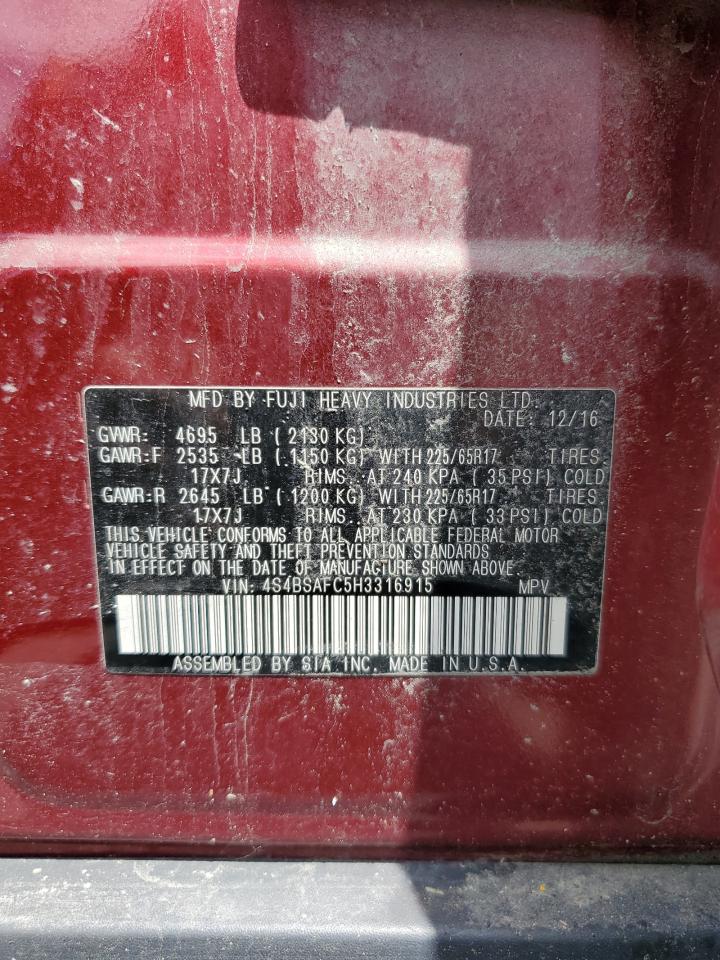 MFD BY FUJI HEAVY INDUSTRIES LTD.
DATE: 12/16
GVWR: 4695 LB ( 2130 KG)
GAWR:F 2535 LB ( 1150 KG) WITH 225/65R17 TIRES.
17X7J RIMS. AT 240 KPA ( 35 PSI) COLD
GAWR:R 2645 LB ( 1200 KG) WITH 225/65R17 TIRES.
17X7J RIMS. AT 230 KPA ( 33 PSI) COLD
THIS VEHICLE CONFORMS TO ALL APPLICABLE FEDERAL MOTOR
VEHICLE SAFETY AND THEFT PREVENTION STANDARDS
IN EFFECT ON THE DATE OF MANUFACTURE SHOWN ABOVE.
VIN: 4S4BSAFC5H3316915 MPV
ASSEMBLED BY SIA INC. MADE IN U.S.A.